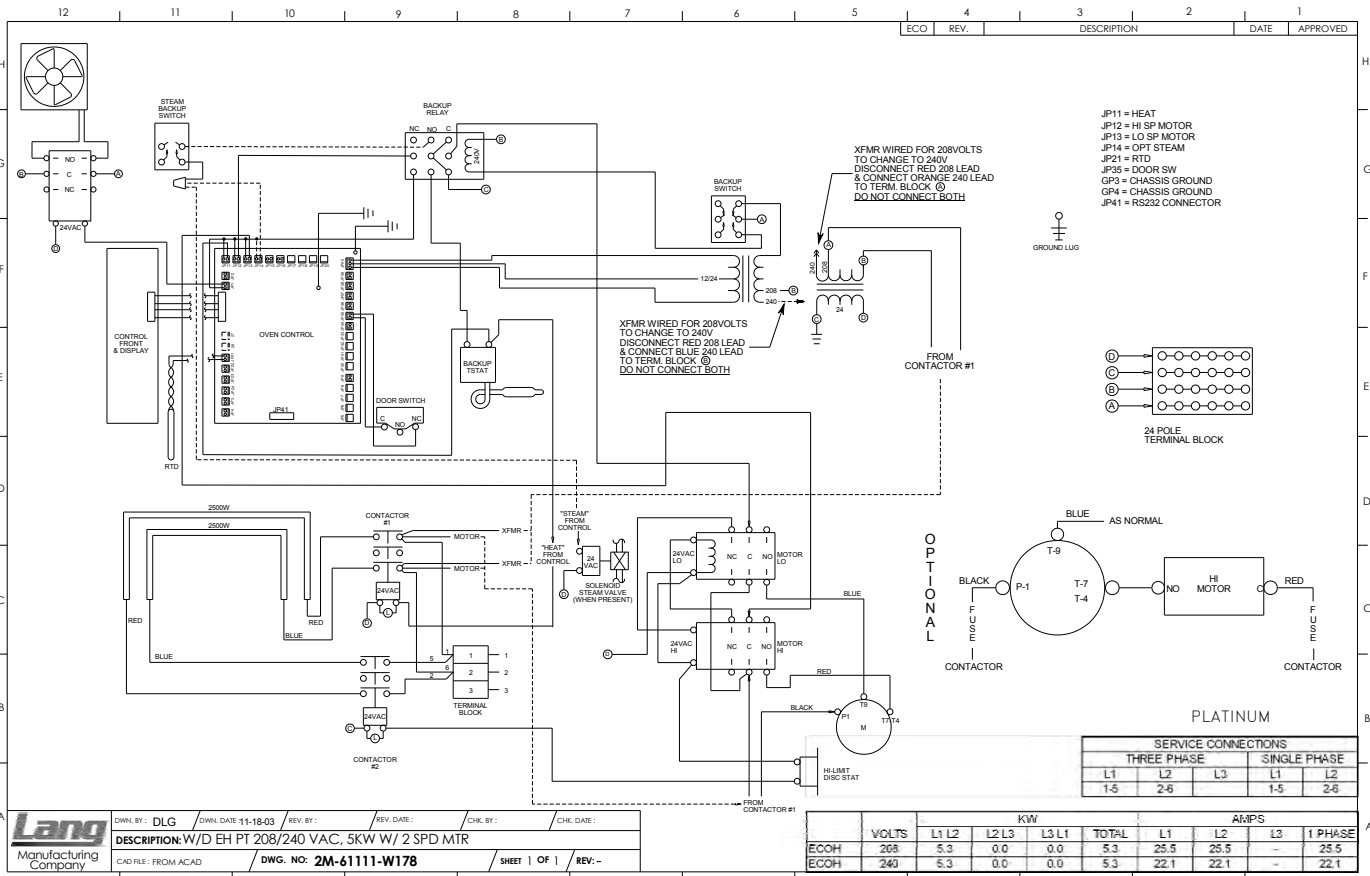 12 11 10 9 8 7 6 5 4 3 2 1
ECO REV. DESCRIPTION DATE APPROVED
H
H
G
G
F
F
E
E
D
D
C
C
B
B
A
A
STEAM
BACKUP
SWITCH
NO
C
NC
B
A
24VAC
D
BACKUP
RELAY
NC NO C
240V
B
C
BACKUP
SWITCH
A
XFMR WIRED FOR 208VOLTS
TO CHANGE TO 240V
DISCONNECT RED 208 LEAD
& CONNECT ORANGE 240 LEAD
TO TERM. BLOCK A
DO NOT CONNECT BOTH
JP11 = HEAT
JP12 = HI SP MOTOR
JP13 = LO SP MOTOR
JP14 = OPT STEAM
JP21 = RTD
JP35 = DOOR SW
GP3 = CHASSIS GROUND
GP4 = CHASSIS GROUND
JP41 = RS232 CONNECTOR
GROUND LUG
12/24
208
B
240
240
208
A
B
24
C
D
XFMR WIRED FOR 208VOLTS
TO CHANGE TO 240V
DISCONNECT RED 208 LEAD
& CONNECT BLUE 240 LEAD
TO TERM. BLOCK B
DO NOT CONNECT BOTH
FROM
CONTACTOR #1
CONTROL
FRONT
& DISPLAY
OVEN CONTROL
JP41
RTD
BACKUP
TSTAT
DOOR SWITCH
C NO NC
D
C
B
A
24 POLE
TERMINAL BLOCK
2500W
2500W
RED
BLUE
BLUE
RED
CONTACTOR
#1
XFMR
MOTOR
XFMR
MOTOR
24VAC
L
D
"STEAM"
FROM
CONTROL
"HEAT"
FROM
CONTROL
24
VAC
D
SOLENOID
STEAM VALVE
(WHEN PRESENT)
24VAC
LO
NC C NO
MOTOR
LO
24VAC
HI
NC C NO
MOTOR
HI
D
BLUE
RED
BLACK
P1
T9
T7 T4
M
HI-LIMIT
DISC STAT
FROM
CONTACTOR #1
1
5
6
2
1 1
2 2
3 3
TERMINAL
BLOCK
24VAC
C
L
CONTACTOR
#2
OPTIONAL
BLUE
AS NORMAL
T-9
BLACK
P-1
T-7
T-4
NO
HI
MOTOR
C
RED
FUSE
CONTACTOR
FUSE
CONTACTOR
PLATINUM
SERVICE CONNECTIONS
THREE PHASE SINGLE PHASE
L1 L2 L3 L1 L2
1-5 2-6 1-5 2-6
KW AMPS
VOLTS L1 L2 L2 L3 L3 L1 TOTAL L1 L2 L3 1 PHASE
ECOH 208 5.3 0.0 0.0 5.3 25.5 25.5 - 25.5
ECOH 240 5.3 0.0 0.0 5.3 22.1 22.1 - 22.1
Lang
Manufacturing
Company
DWN. BY: DLG DWN. DATE 11-18-03 REV. BY: REV. DATE: CHK. BY: CHK. DATE:
DESCRIPTION: W/D EH PT 208/240 VAC, 5KW W/ 2 SPD MTR
CAD FILE: FROM ACAD DWG. NO: 2M-61111-W178 SHEET 1 OF 1 REV: -